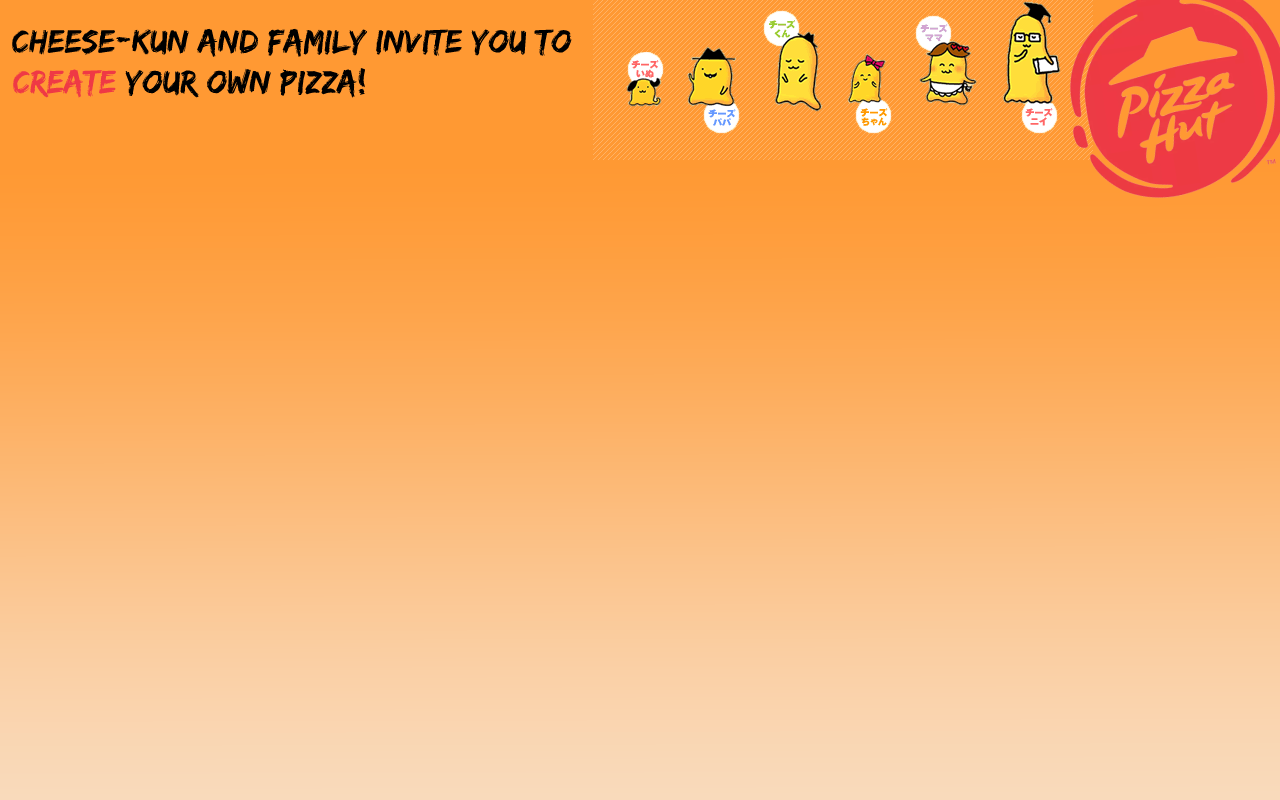 CHEESE-KUN AND FAMILY INVITE YOU TO
CREATE YOUR OWN PIZZA!
チーズ
いぬ
チーズ
パパ
チーズ
くん
チーズ
ちゃん
チーズ
ママ
チーズ
ニイ
Pizza
Hut
TM